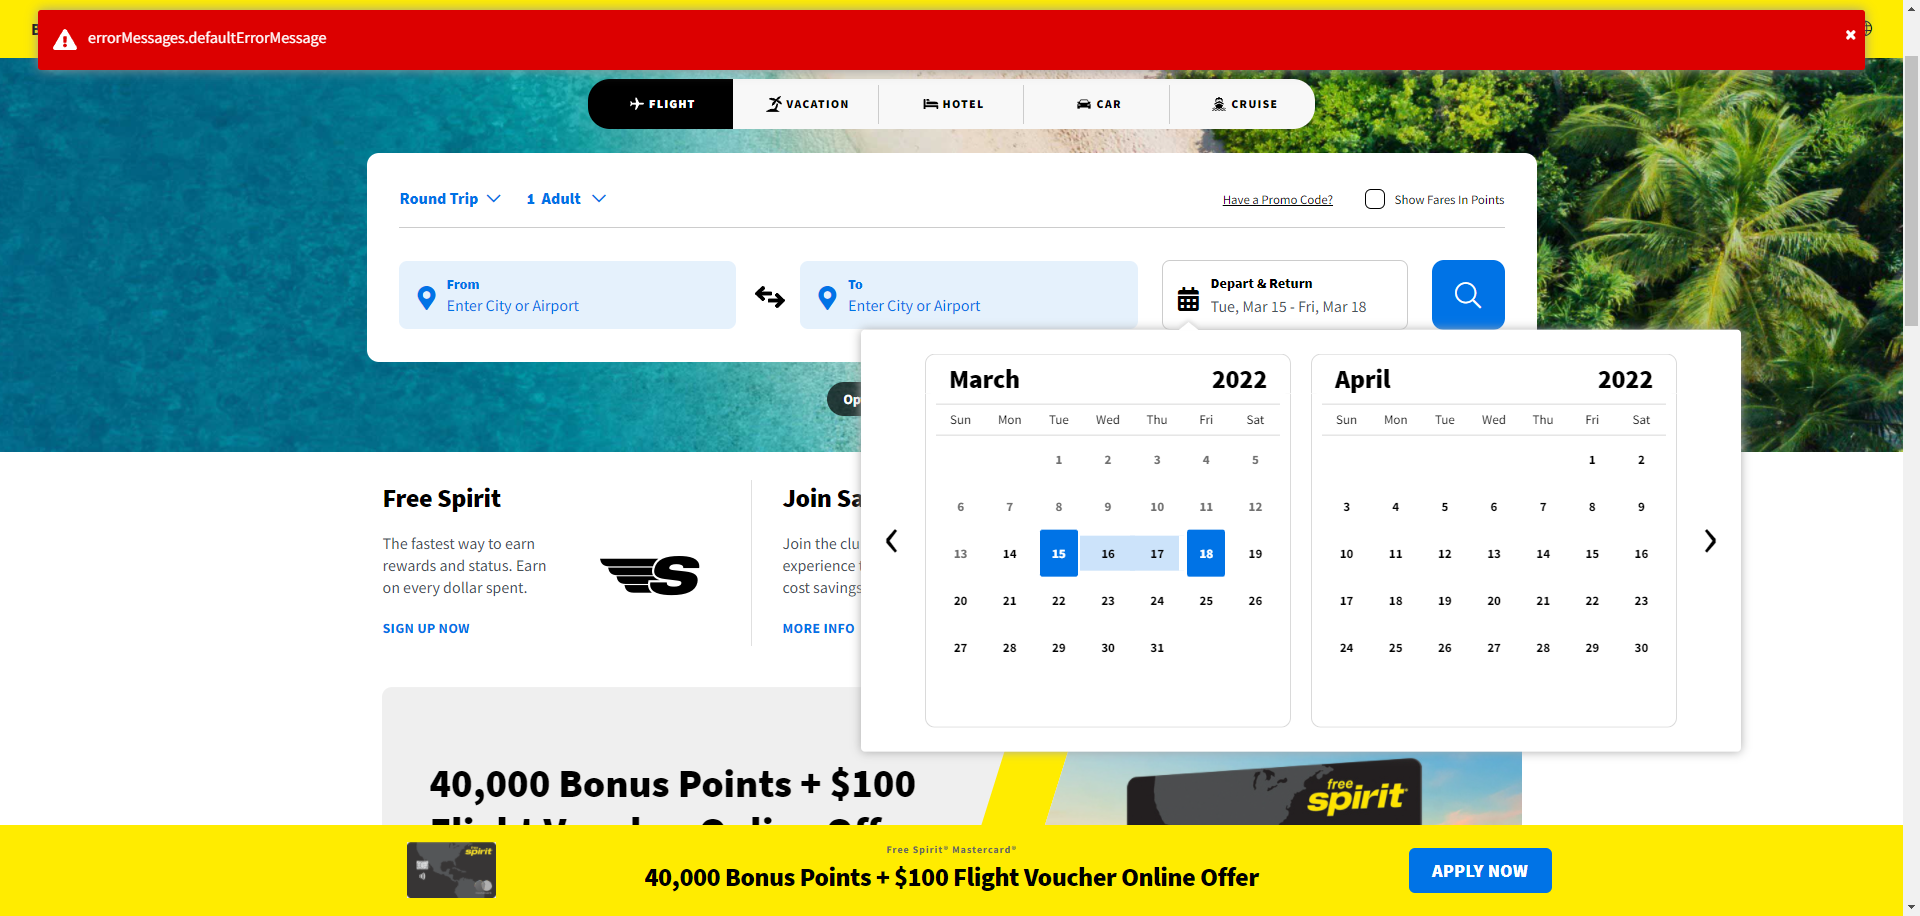 errorMessages.defaultErrorMessage
FLIGHT
VACATION
HOTEL
CAR
CRUISE
Round Trip
1 Adult
Have a Promo Code?
Show Fares In Points
From
Enter City or Airport
To
Enter City or Airport
Depart & Return
Tue, Mar 15 - Fri, Mar 18
March 2022
Sun Mon Tue Wed Thu Fri Sat
1 2 3 4 5
6 7 8 9 10 11 12
13 14 15 16 17 18 19
20 21 22 23 24 25 26
27 28 29 30 31
April 2022
Sun Mon Tue Wed Thu Fri Sat
1 2
3 4 5 6 7 8 9
10 11 12 13 14 15 16
17 18 19 20 21 22 23
24 25 26 27 28 29 30
Op
Free Spirit
The fastest way to earn
rewards and status. Earn
on every dollar spent.
SIGN UP NOW
Join Sa
Join the clu
experience
cost savings
MORE INFO
40,000 Bonus Points + $100
free
spirit
spirit
Free Spirit® Mastercard®
40,000 Bonus Points + $100 Flight Voucher Online Offer
APPLY NOW